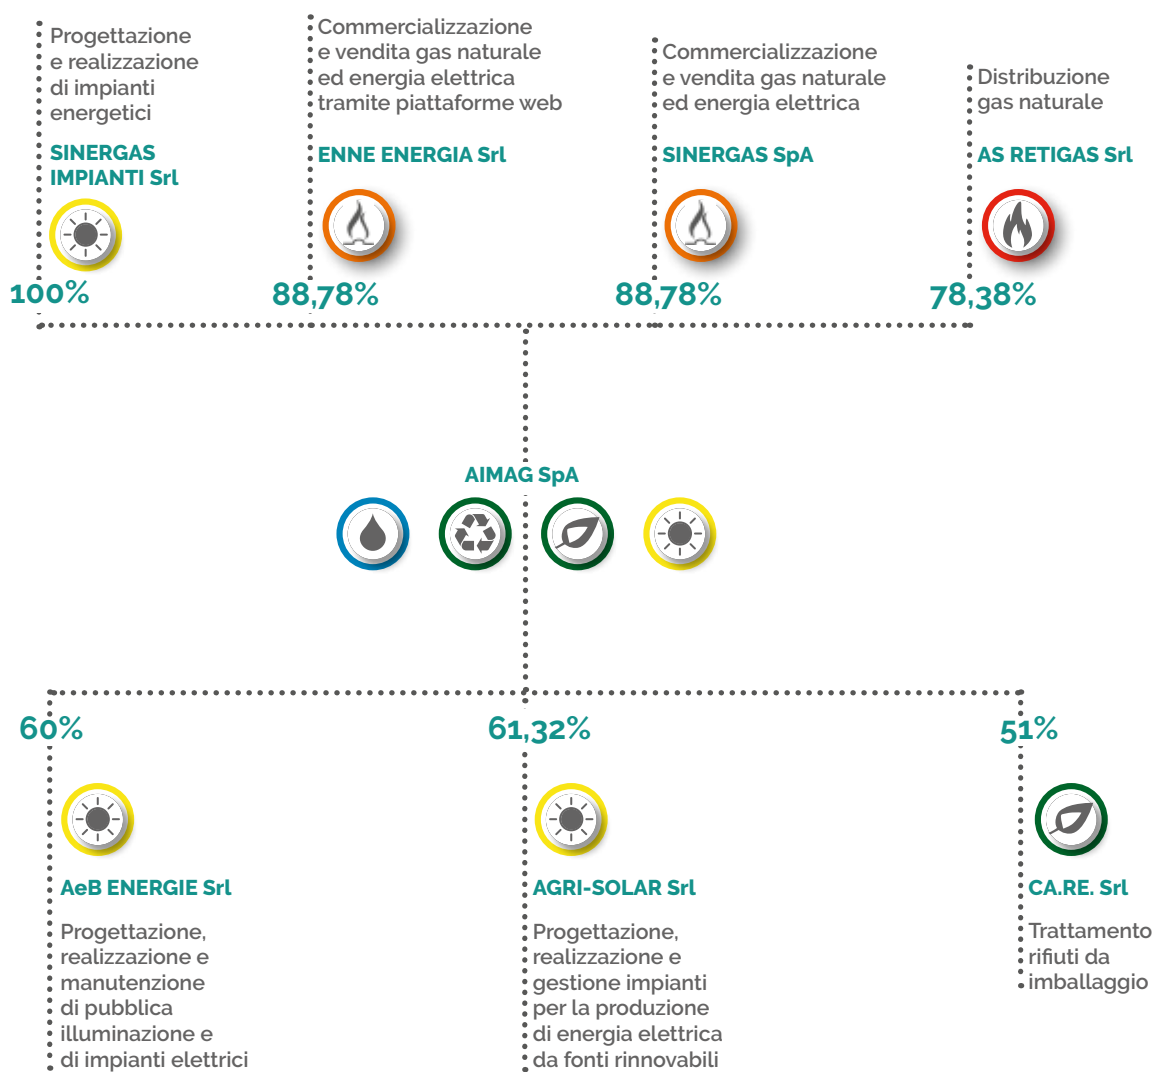 Progettazione
e realizzazione
di impianti
energetici
SINERGAS
IMPIANTI Srl
100%
Commercializzazione
e vendita gas naturale
ed energia elettrica
tramite piattaforme web
ENNE ENERGIA Srl
88,78%
Commercializzazione
e vendita gas naturale
ed energia elettrica
SINERGAS SpA
88,78%
Distribuzione
gas naturale
AS RETIGAS Srl
78,38%
AIMAG SpA
60%
AeB ENERGIE Srl
Progettazione,
realizzazione e
manutenzione
di pubblica
illuminazione e
di impianti elettrici
61,32%
AGRI-SOLAR Srl
Progettazione,
realizzazione e
gestione impianti
per la produzione
di energia elettrica
da fonti rinnovabili
51%
CA.RE. Srl
Trattamento
rifiuti da
imballaggio